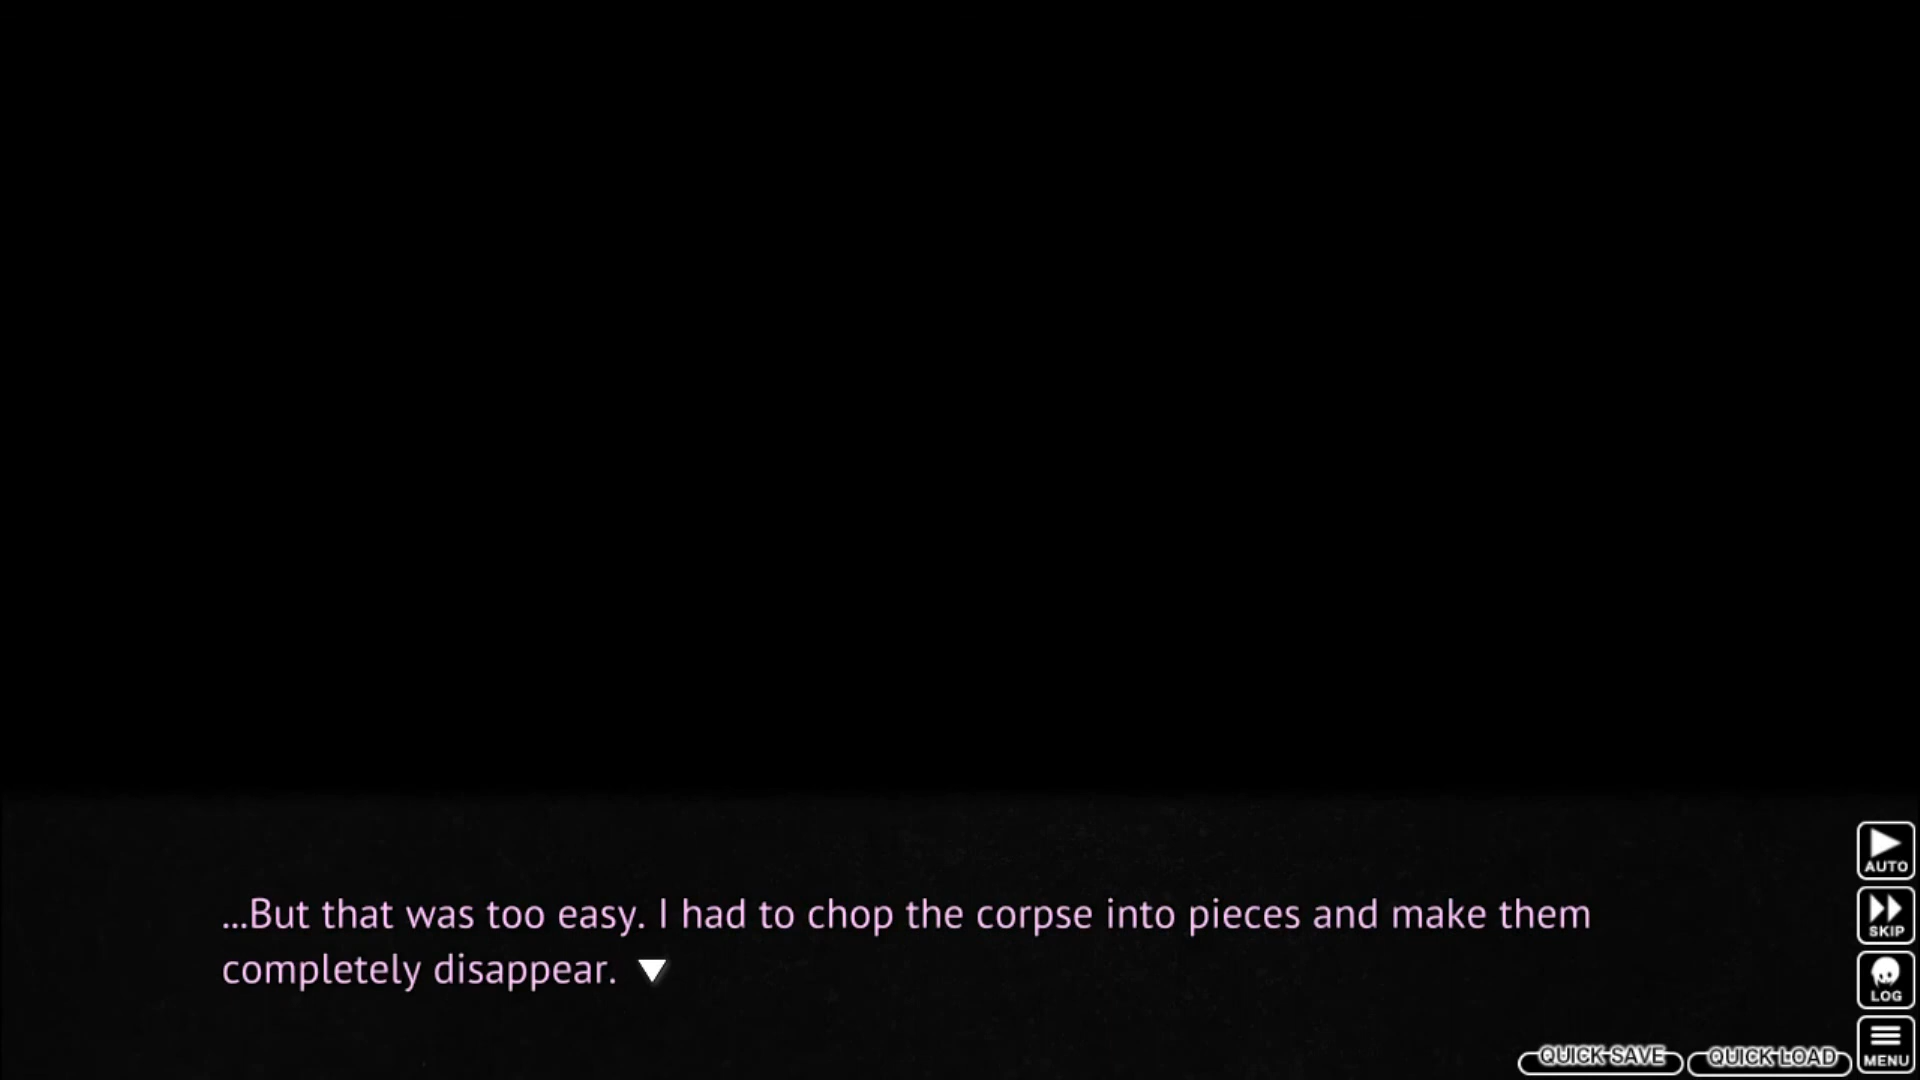 ...But that was too easy. I had to chop the corpse into pieces and make them
completely disappear.
AUTO
SKIP
LOG
MENU
QUICK SAVE
QUICK LOAD